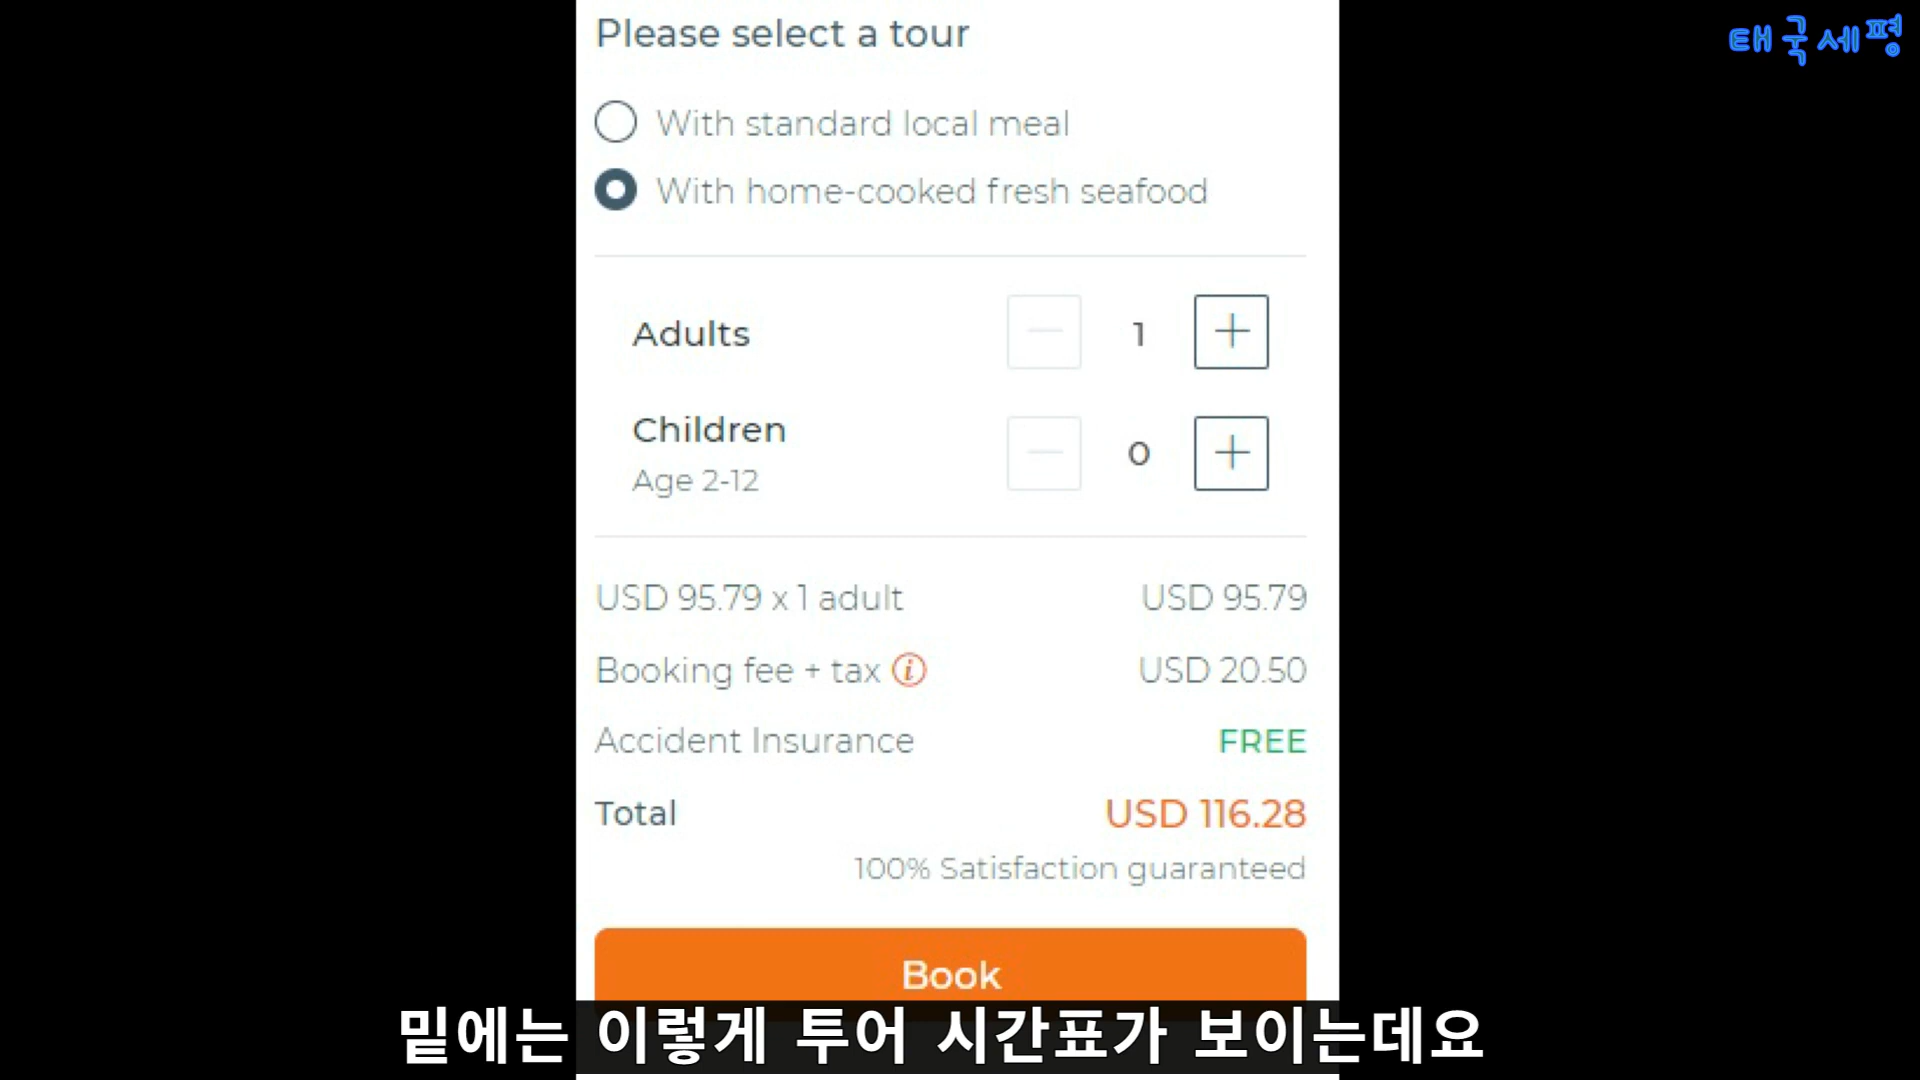 Please select a tour
태국세평
With standard local meal
With home-cooked fresh seafood
Adults 1
Children 0
Age 2-12
USD 95.79 x 1 adult USD 95.79
Booking fee + tax i USD 20.50
Accident Insurance FREE
Total USD 116.28
100% Satisfaction guaranteed
Book
밑에는 이렇게 투어 시간표가 보이는데요